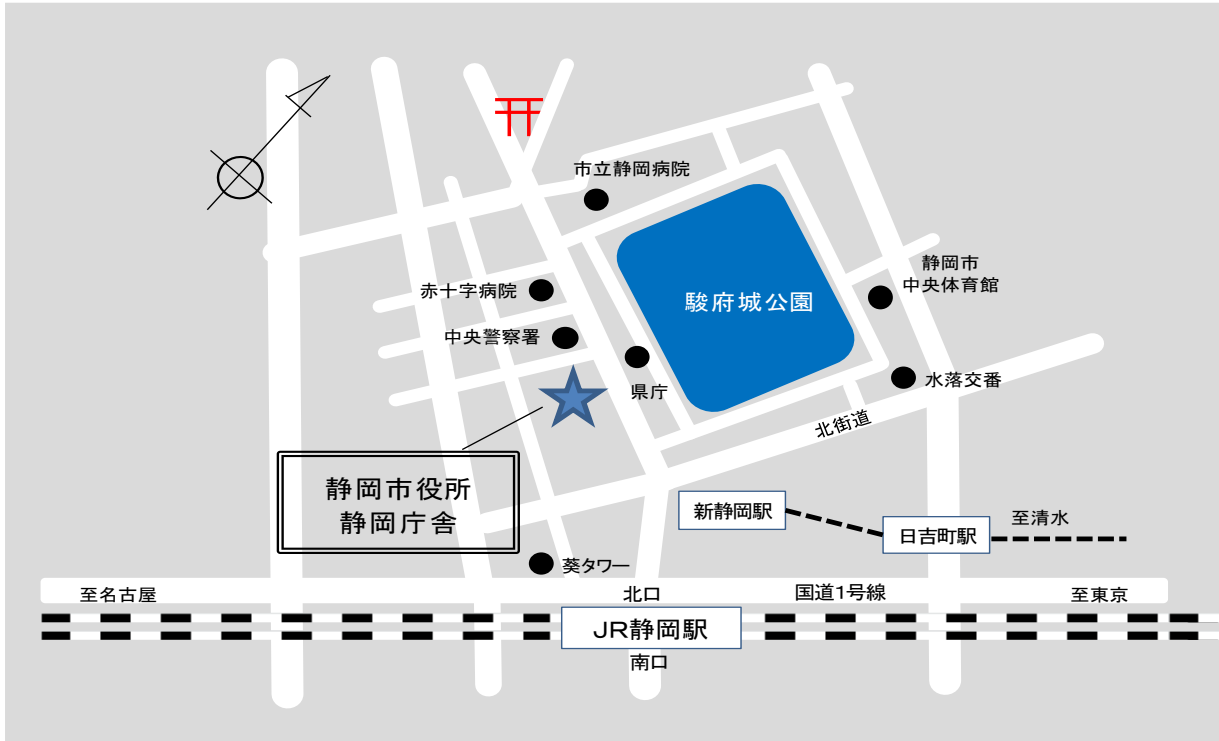 市立静岡病院
静岡市
中央体育館
赤十字病院
駿府城公園
中央警察署
県庁
水落交番
北街道
静岡市役所
静岡庁舎
新静岡駅
日吉町駅
至清水
葵タワー
至名古屋
北口
国道1号線
至東京
JR静岡駅
南口